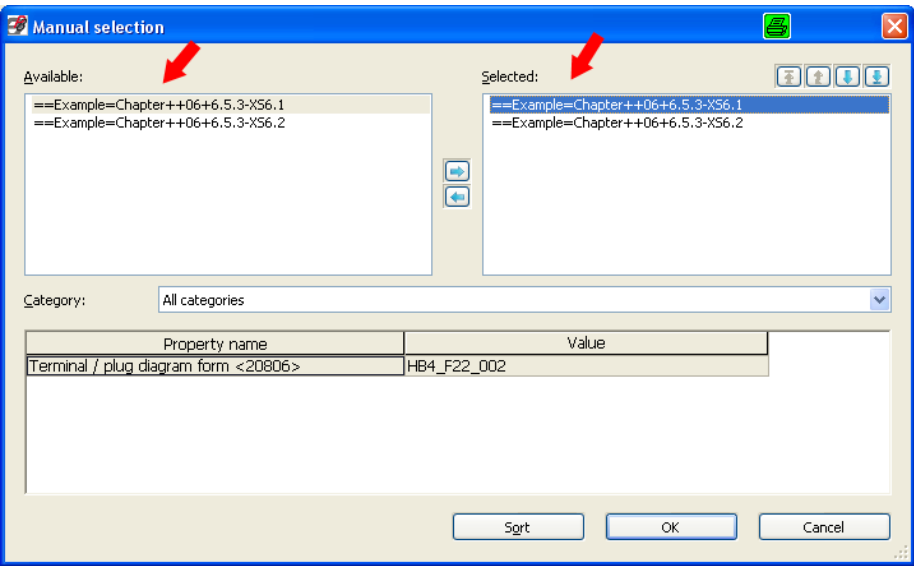 Manual selection
Available:
Selected:
==Example=Chapter++06+6.5.3-XS6.1
==Example=Chapter++06+6.5.3-XS6.2
==Example=Chapter++06+6.5.3-XS6.1
==Example=Chapter++06+6.5.3-XS6.2
Category:
All categories
Property name Value
Terminal / plug diagram form <20806> HB4_F22_002
Sort OK Cancel